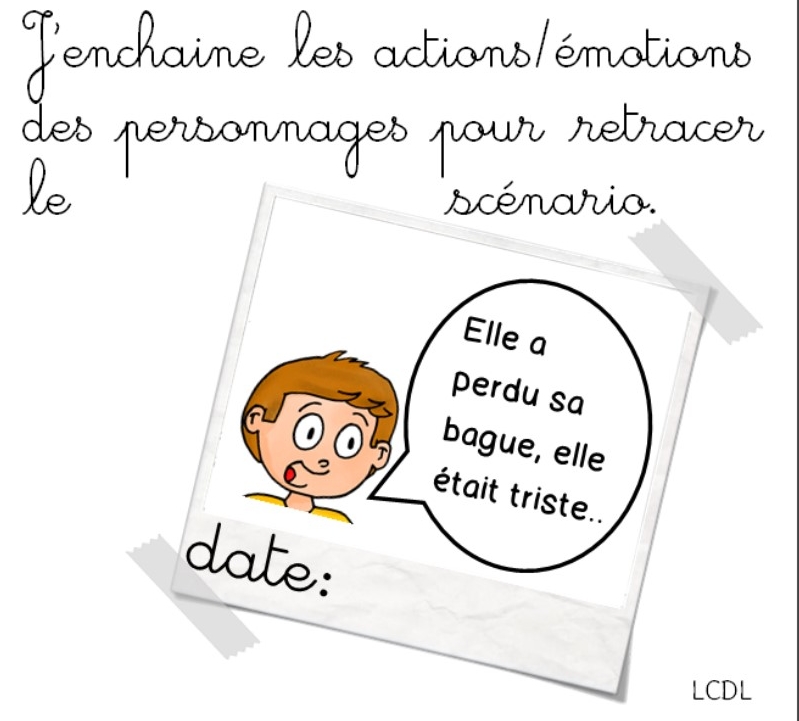 J'enchaine les actions/émotions
des personnages pour retracer
le scénario.
Elle a
perdu sa
bague, elle
était triste..
date:
LCDL